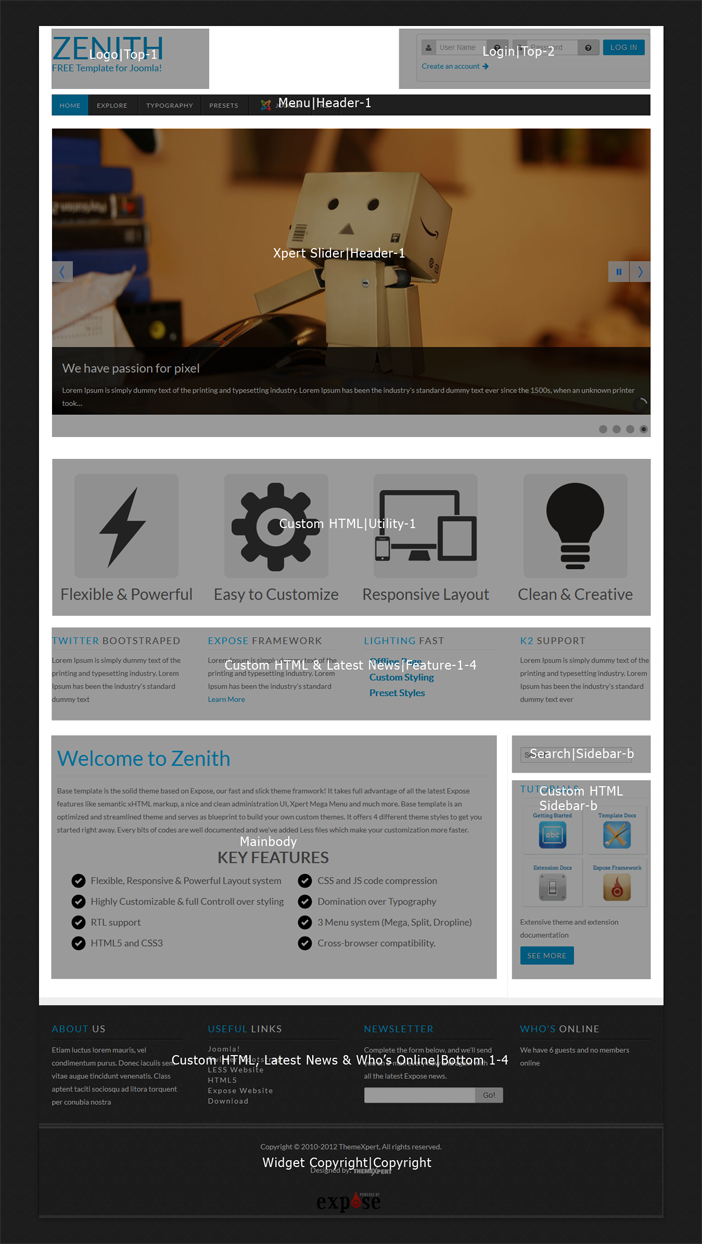 ZENITH
FREE Template for Joomla!
Logo|Top-1
User Name
Login|Top-2
LOG IN
Create an account
HOME EXPLORE TYPOGRAPHY PRESETS
Menu|Header-1
Xpert Slider|Header-1
We have passion for pixel
Lorem Ipsum is simply dummy text of the printing and typesetting industry. Lorem Ipsum has been the industry's standard dummy text ever since the 1500s, when an unknown printer
took...
Custom HTML|Utility-1
Flexible & Powerful Easy to Customize Responsive Layout Clean & Creative
TWITTER BOOTSTRAPED
Lorem Ipsum is simply dummy text of the
printing and typesetting industry. Lorem
Ipsum has been the industry's standard
dummy text
EXPOSE FRAMEWORK
Lorem Ipsum is simply dummy text of the
printing and typesetting industry. Lorem
Ipsum has been the industry's standard
Learn More
Custom HTML & Latest News|Feature-1-4
LIGHTING FAST
Offline Page
Custom Styling
Preset Styles
K2 SUPPORT
Lorem Ipsum is simply dummy text of the
printing and typesetting industry. Lorem
Ipsum has been the industry's standard
dummy text ever
Welcome to Zenith
Base template is the solid theme based on Expose, our fast and slick theme framwork! It takes full advantage of all the latest Expose
features like semantic xHTML markup, a nice and clean administration UI, Xpert Mega Menu and much more. Base template is an
optimized and streamlined theme and serves as blueprint to build your own custom themes. It offers 4 different theme styles to get you
started right away. Every bits of codes are well documented and we've added Less files which make your customization more faster.
Mainbody
KEY FEATURES
Flexible, Responsive & Powerful Layout system
Highly Customizable & full Controll over styling
RTL support
HTML5 and CSS3
CSS and JS code compression
Domination over Typography
3 Menu system (Mega, Split, Dropline)
Cross-browser compatibility.
Search|Sidebar-b
TUTORIALS
Custom HTML
Sidebar-b
Getting Started Template Docs
abc
Extension Docs Expose Framework
Extensive theme and extension
documentation
SEE MORE
ABOUT US
Etiam luctus lorem mauris, vel
condimentum purus. Donec iaculis sem
vitae augue tincidunt venenatis. Class
aptent taciti sociosqu ad litora torquent
per conubia nostra
USEFUL LINKS
Joomla!
LESS Website
HTML5
Expose Website
Download
NEWSLETTER
Complete the form below, and we'll send
all the latest Expose news.
Go!
WHO'S ONLINE
We have 6 guests and no members
online
Custom HTML, Latest News & Who's Online|Bottom 1-4
Copyright © 2010-2012 ThemeXpert, All rights reserved.
Widget Copyright|Copyright
Designed by: THEMEXPERT
POWERED BY
expose